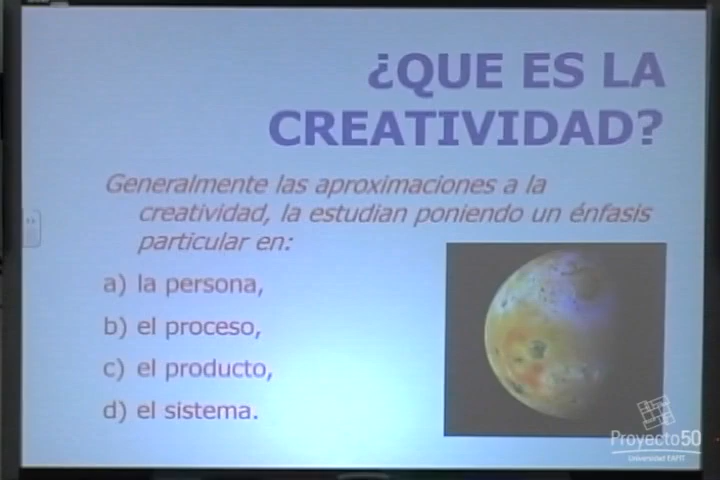 ¿QUE ES LA
CREATIVIDAD?
Generalmente las aproximaciones a la
creatividad, la estudian poniendo un énfasis
particular en:
a) la persona,
b) el proceso,
c) el producto,
d) el sistema.
Proyecto50
Universidad EAFIT